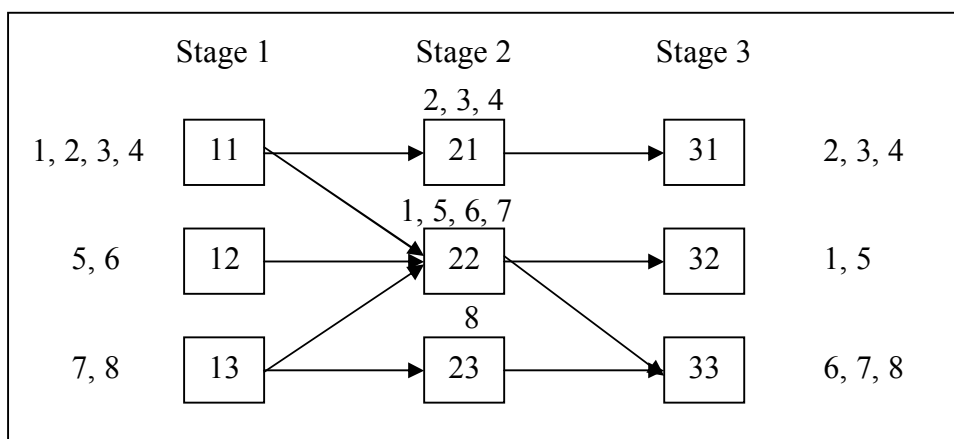 Stage 1 Stage 2 Stage 3
2, 3, 4
1, 2, 3, 4 11 21 31 2, 3, 4
1, 5, 6, 7
5, 6 12 22 32 1, 5
8
7, 8 13 23 33 6, 7, 8